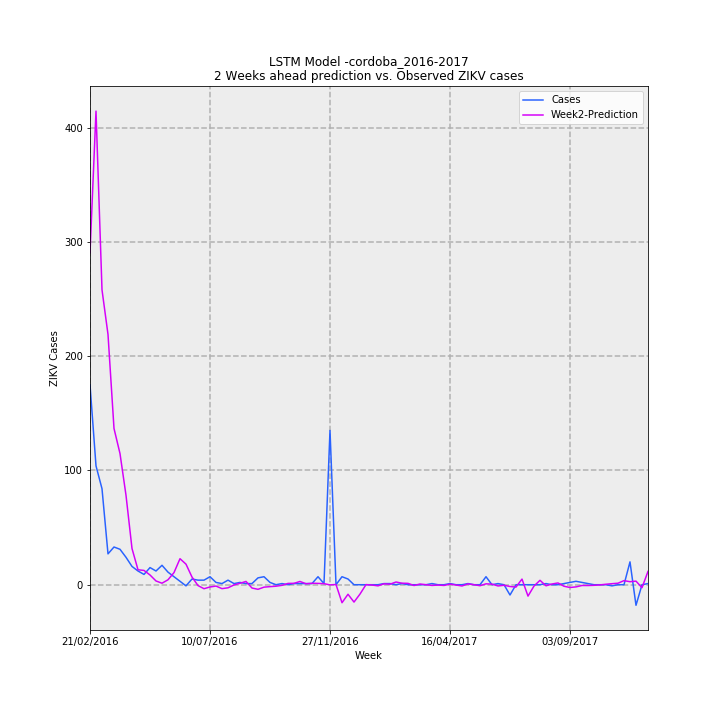 LSTM Model -cordoba_2016-2017
2 Weeks ahead prediction vs. Observed ZIKV cases
Cases
Week2-Prediction
400
300
200
100
0
ZIKV Cases
21/02/2016
10/07/2016
27/11/2016
16/04/2017
03/09/2017
Week